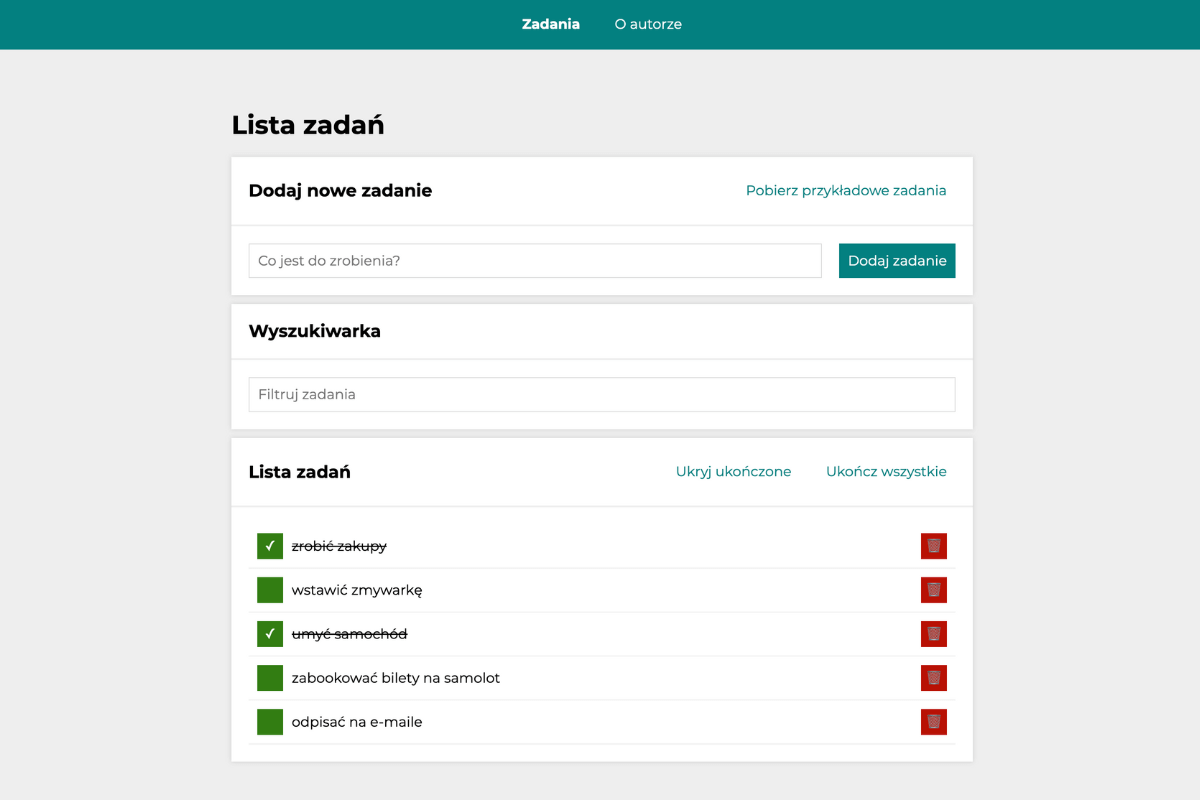 Zadania O autorze
Lista zadań
Dodaj nowe zadanie Pobierz przykładowe zadania
Co jest do zrobienia? Dodaj zadanie
Wyszukiwarka
Filtruj zadania
Lista zadań Ukryj ukończone Ukończ wszystkie
✓ zrobić zakupy
wstawić zmywarkę
✓ umyć samochód
zabookować bilety na samolot
odpisać na e-maile